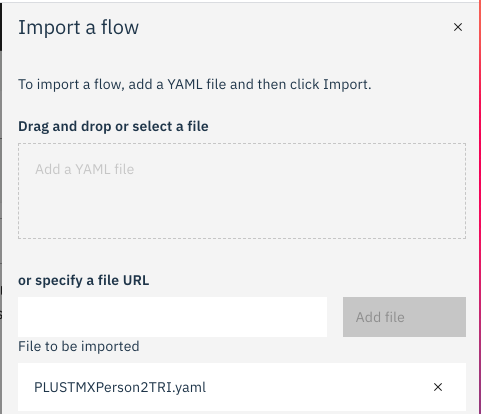 Import a flow
To import a flow, add a YAML file and then click Import.
Drag and drop or select a file
Add a YAML file
or specify a file URL
Add file
File to be imported
PLUSTMXPerson2TRI.yaml